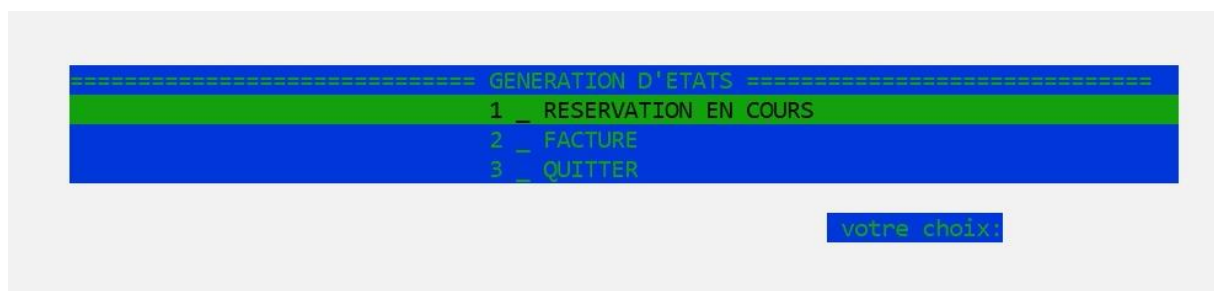 ============================== GENERATION D'ETATS ==============================
1 _ RESERVATION EN COURS
2 _ FACTURE
3 _ QUITTER
votre choix: